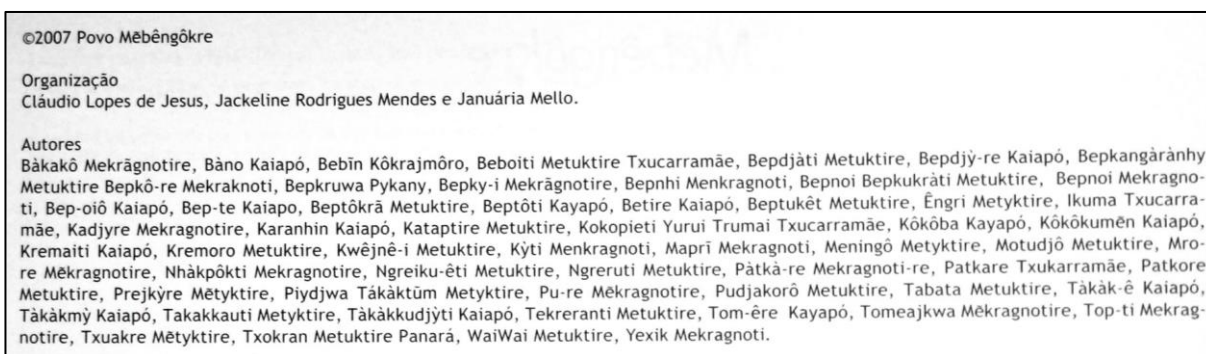 ©2007 Povo Mẽbêngôkre
Organização
Cláudio Lopes de Jesus, Jackeline Rodrigues Mendes e Januária Mello.
Autores
Bàkakô Mekrãgnotire, Bàno Kaiapó, Bebĩn Kôkrajmôro, Beboiti Metuktire Txucarramãe, Bepdjàti Metuktire, Bepdjỳ-re Kaiapó, Bepkangàrànhy
Metuktire Bepkô-re Mekraknoti, Bepkruwa Pykany, Bepky-i Mekrãgnotire, Bepnhi Menkragnoti, Bepnoi Bepkukràti Metuktire, Bepnoi Mekragno-
ti, Bep-oiô Kaiapó, Bep-te Kaiapo, Beptôkrã Metuktire, Beptôti Kayapó, Betire Kaiapó, Beptukêt Metuktire, Êngri Metyktire, Ikuma Txucarra-
mãe, Kadjyre Mekragnotire, Karanhin Kaiapó, Kataptire Metuktire, Kokopieti Yurui Trumai Txucarramãe, Kôkôba Kayapó, Kôkôkumẽn Kaiapó,
Kremaiti Kaiapó, Kremoro Metuktire, Kwêjnê-i Metuktire, Kỳti Menkragnoti, Maprĩ Mekragnoti, Meningô Metyktire, Motudjô Metuktire, Mro-
re Mẽkragnotire, Nhàkpôkti Mekragnotire, Ngreiku-êti Metuktire, Ngreruti Metuktire, Pàtkà-re Mekragnoti-re, Patkare Txukarramãe, Patkore
Metuktire, Prejkỳre Mẽtyktire, Piydjwa Tákàktũm Metyktire, Pu-re Mẽkragnotire, Pudjakorô Metuktire, Tabata Metuktire, Tàkàk-ê Kaiapó,
Tàkàkmỳ Kaiapó, Takakkauti Metyktire, Tàkàkkudjỳti Kaiapó, Tekreranti Metuktire, Tom-êre Kayapó, Tomeajkwa Mẽkragnotire, Top-ti Mekrag-
notire, Txuakre Mẽtyktire, Txokran Metuktire Panará, WaiWai Metuktire, Yexik Mekragnoti.